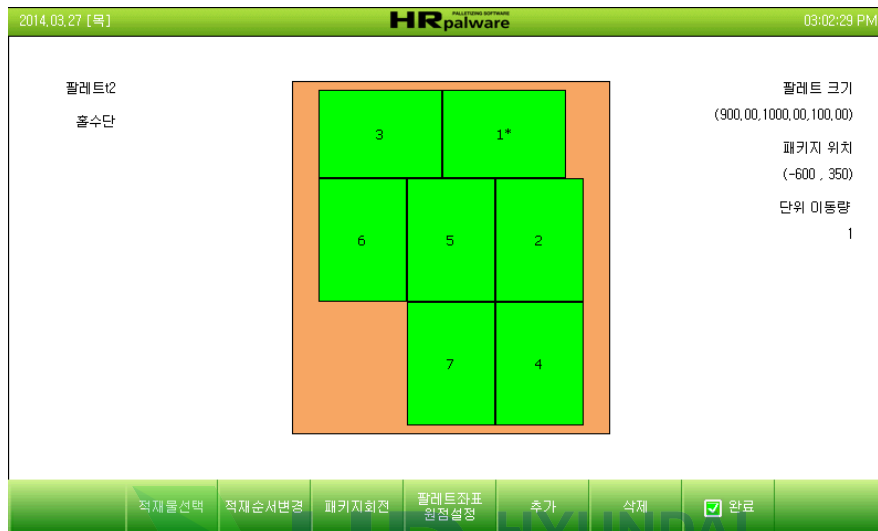 2014,03,27 [목]
PALLETIZING SOFTWARE
HRpalware
03:02:29 PM
팔레트t2
홀수단
3
1*
6
5
2
7
4
팔레트 크기
(900,00,1000,00,100,00)
패키지 위치
(-600 , 350)
단위 이동량
1
적재물선택
적재순서변경
패키지회전
팔레트좌표
원점설정
추가
삭제
완료
HYUNDAI